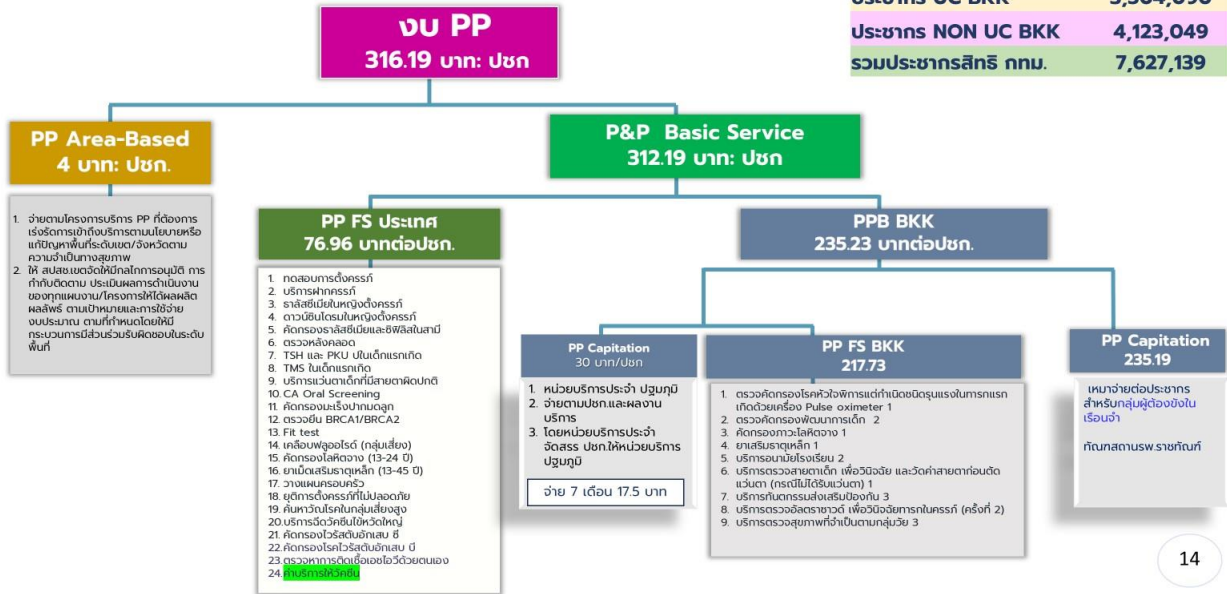 งบ PP
316.19 บาท: ปชก
ประชากร UC BKK
ประชากร NON UC BKK 4,123,049
รวมประชากรสิทธิ กทม. 7,627,139
PP Area-Based
4 บาท: ปชก.
P&P Basic Service
312.19 บาท: ปชก
1. จ่ายตามโครงการบริการ PP ที่ต้องการ
เร่งรัดการเข้าถึงบริการตามนโยบายหรือ
แก้ปัญหาพื้นที่ระดับเขต/จังหวัดตาม
ความจำเป็นทางสุขภาพ
2. ให้ สปสช.เขตจัดให้มีกลไกการอนุมัติ การ
กำกับติดตาม ประเมินผลการดำเนินงาน
ของทุกแผนงาน/โครงการให้ได้ผลผลิต
ผลลัพธ์ ตามเป้าหมายและการใช้จ่าย
งบประมาณ ตามที่กำหนดโดยให้มี
กระบวนการมีส่วนร่วมรับผิดชอบในระดับ
พื้นที่
PP FS ประเทศ
76.96 บาทต่อปชก.
1. ทดสอบการตั้งครรภ์
2. บริการฝากครรภ์
3. ธาลัสซีเมียในหญิงตั้งครรภ์
4. ดาวน์ซินโดรมในหญิงตั้งครรภ์
5. คัดกรองธาลัสซีเมียและซิฟิลิสในสามี
6. ตรวจหลังคลอด
7. TSH และ PKU ปในเด็กแรกเกิด
8. TMS ในเด็กแรกเกิด
9. บริการแว่นตาเด็กที่มีสายตาผิดปกติ
10. CA Oral Screening
11. คัดกรองมะเร็งปากมดลูก
12. ตรวจยีน BRCA1/BRCA2
13. Fit test
14. เคลือบฟลูออไรด์ (กลุ่มเสี่ยง)
15. คัดกรองโลหิตจาง (13-24 ปี)
16. ยาเม็ดเสริมธาตุเหล็ก (13-45 ปี)
17. วางแผนครอบครัว
18. ยุติการตั้งครรภ์ที่ไม่ปลอดภัย
19. ค้นหาวัณโรคในกลุ่มเสี่ยงสูง
20. บริการฉีดวัคซีนไข้หวัดใหญ่
21. คัดกรองไวรัสตับอักเสบ ซี
22. คัดกรองโรคไวรัสตับอักเสบ บี
23. ตรวจหาการติดเชื้อเอชไอวีด้วยตนเอง
24. ค่าบริการให้วัคซีน
PPB BKK
235.23 บาทต่อปชก.
PP Capitation
30 บาท/ปชก
1. หน่วยบริการประจำ ปฐมภูมิ
2. จ่ายตามปชก.และผลงาน
บริการ
3. โดยหน่วยบริการประจำ
จัดสรร ปชก.ให้หน่วยบริการ
ปฐมภูมิ
จ่าย 7 เดือน 17.5 บาท
PP FS BKK
217.73
1. ตรวจคัดกรองโรคหัวใจพิการแต่กำเนิดชนิดรุนแรงในทารกแรก
เกิดด้วยเครื่อง Pulse oximeter 1
2. ตรวจคัดกรองพัฒนาการเด็ก 2
3. คัดกรองภาวะโลหิตจาง 1
4. ยาเสริมธาตุเหล็ก 1
5. บริการอนามัยโรงเรียน 2
6. บริการตรวจสายตาเด็ก เพื่อวินิจฉัย และวัดค่าสายตาก่อนตัด
แว่นตา (กรณีไม่ได้รับแว่นตา) 1
7. บริการทันตกรรมส่งเสริมป้องกัน 3
8. บริการตรวจอัลตราซาวด์ เพื่อวินิจฉัยทารกในครรภ์ (ครั้งที่ 2)
9. บริการตรวจสุขภาพที่จำเป็นตามกลุ่มวัย 3
PP Capitation
235.19
เหมาจ่ายต่อประชากร
สำหรับกลุ่มผู้ต้องขังใน
เรือนจำ
ทัณฑสถานรพ.ราชทัณฑ์
14